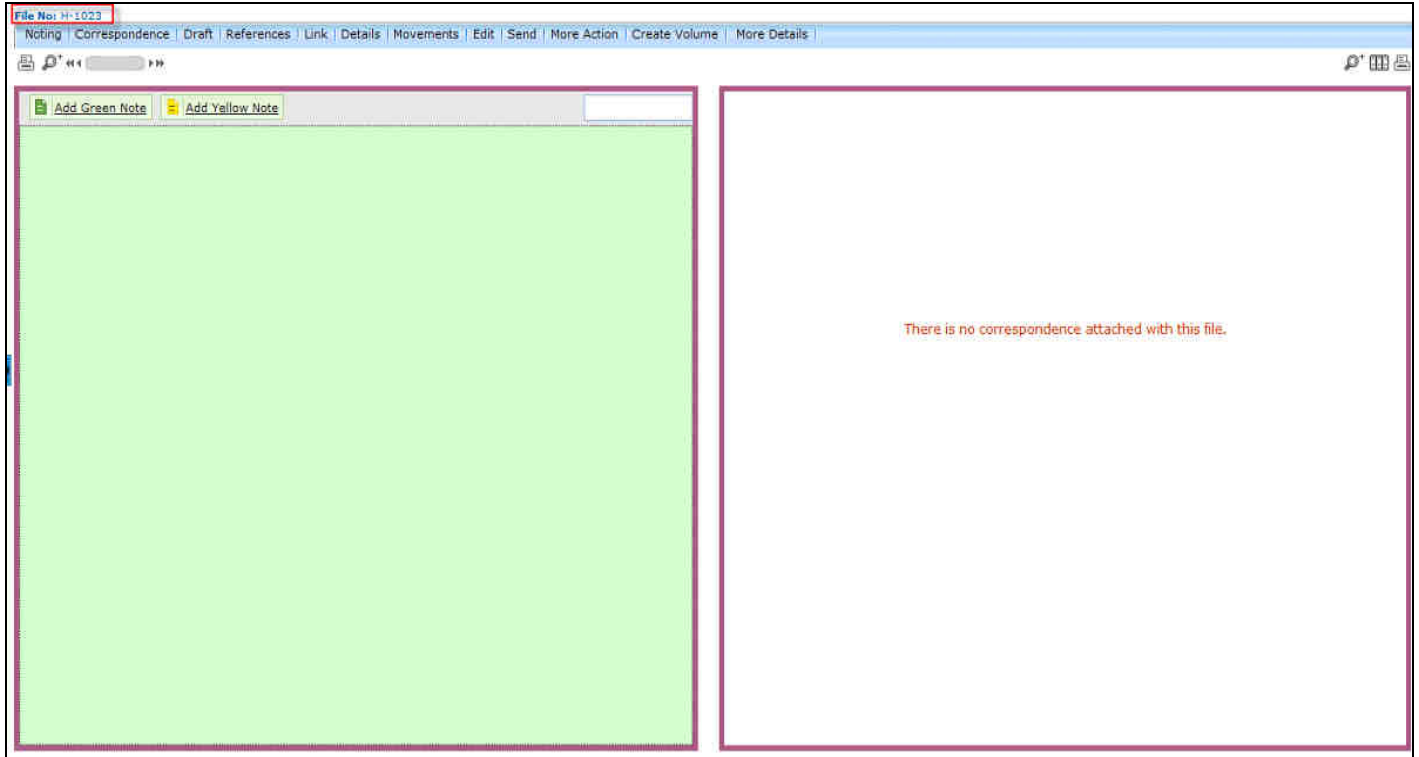 File No: H-1023
Noting Correspondence Draft References Link Details Movements Edit Send More Action Create Volume More Details
Add Green Note Add Yellow Note
There is no correspondence attached with this file.